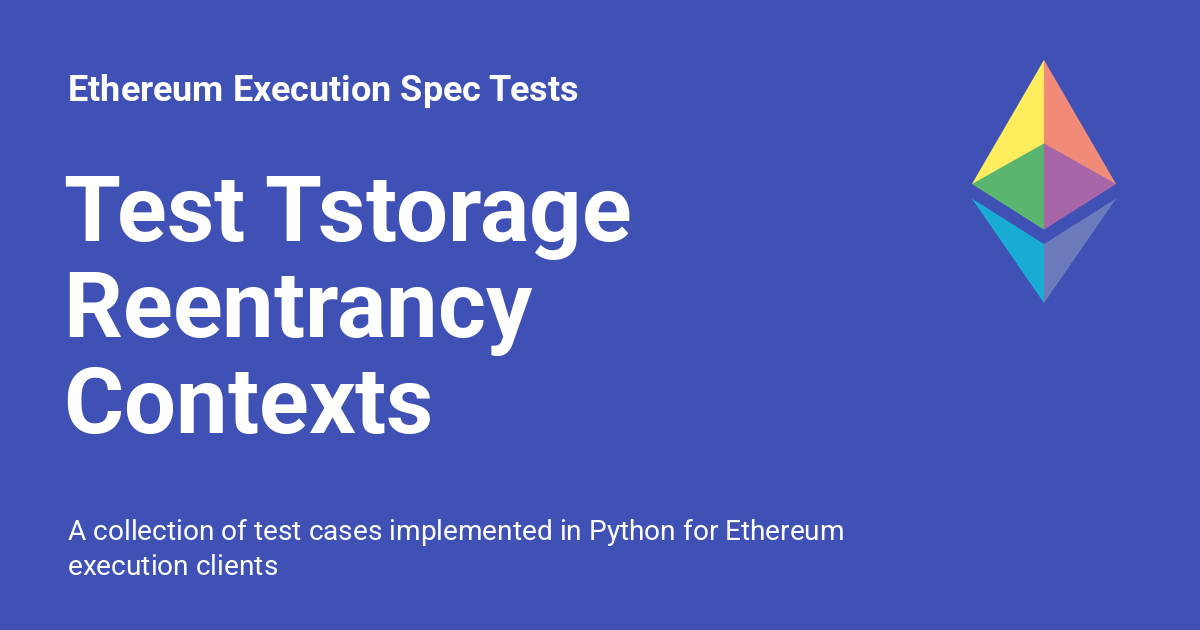 Ethereum Execution Spec Tests
Test Tstorage
Reentrancy
Contexts
A collection of test cases implemented in Python for Ethereum
execution clients